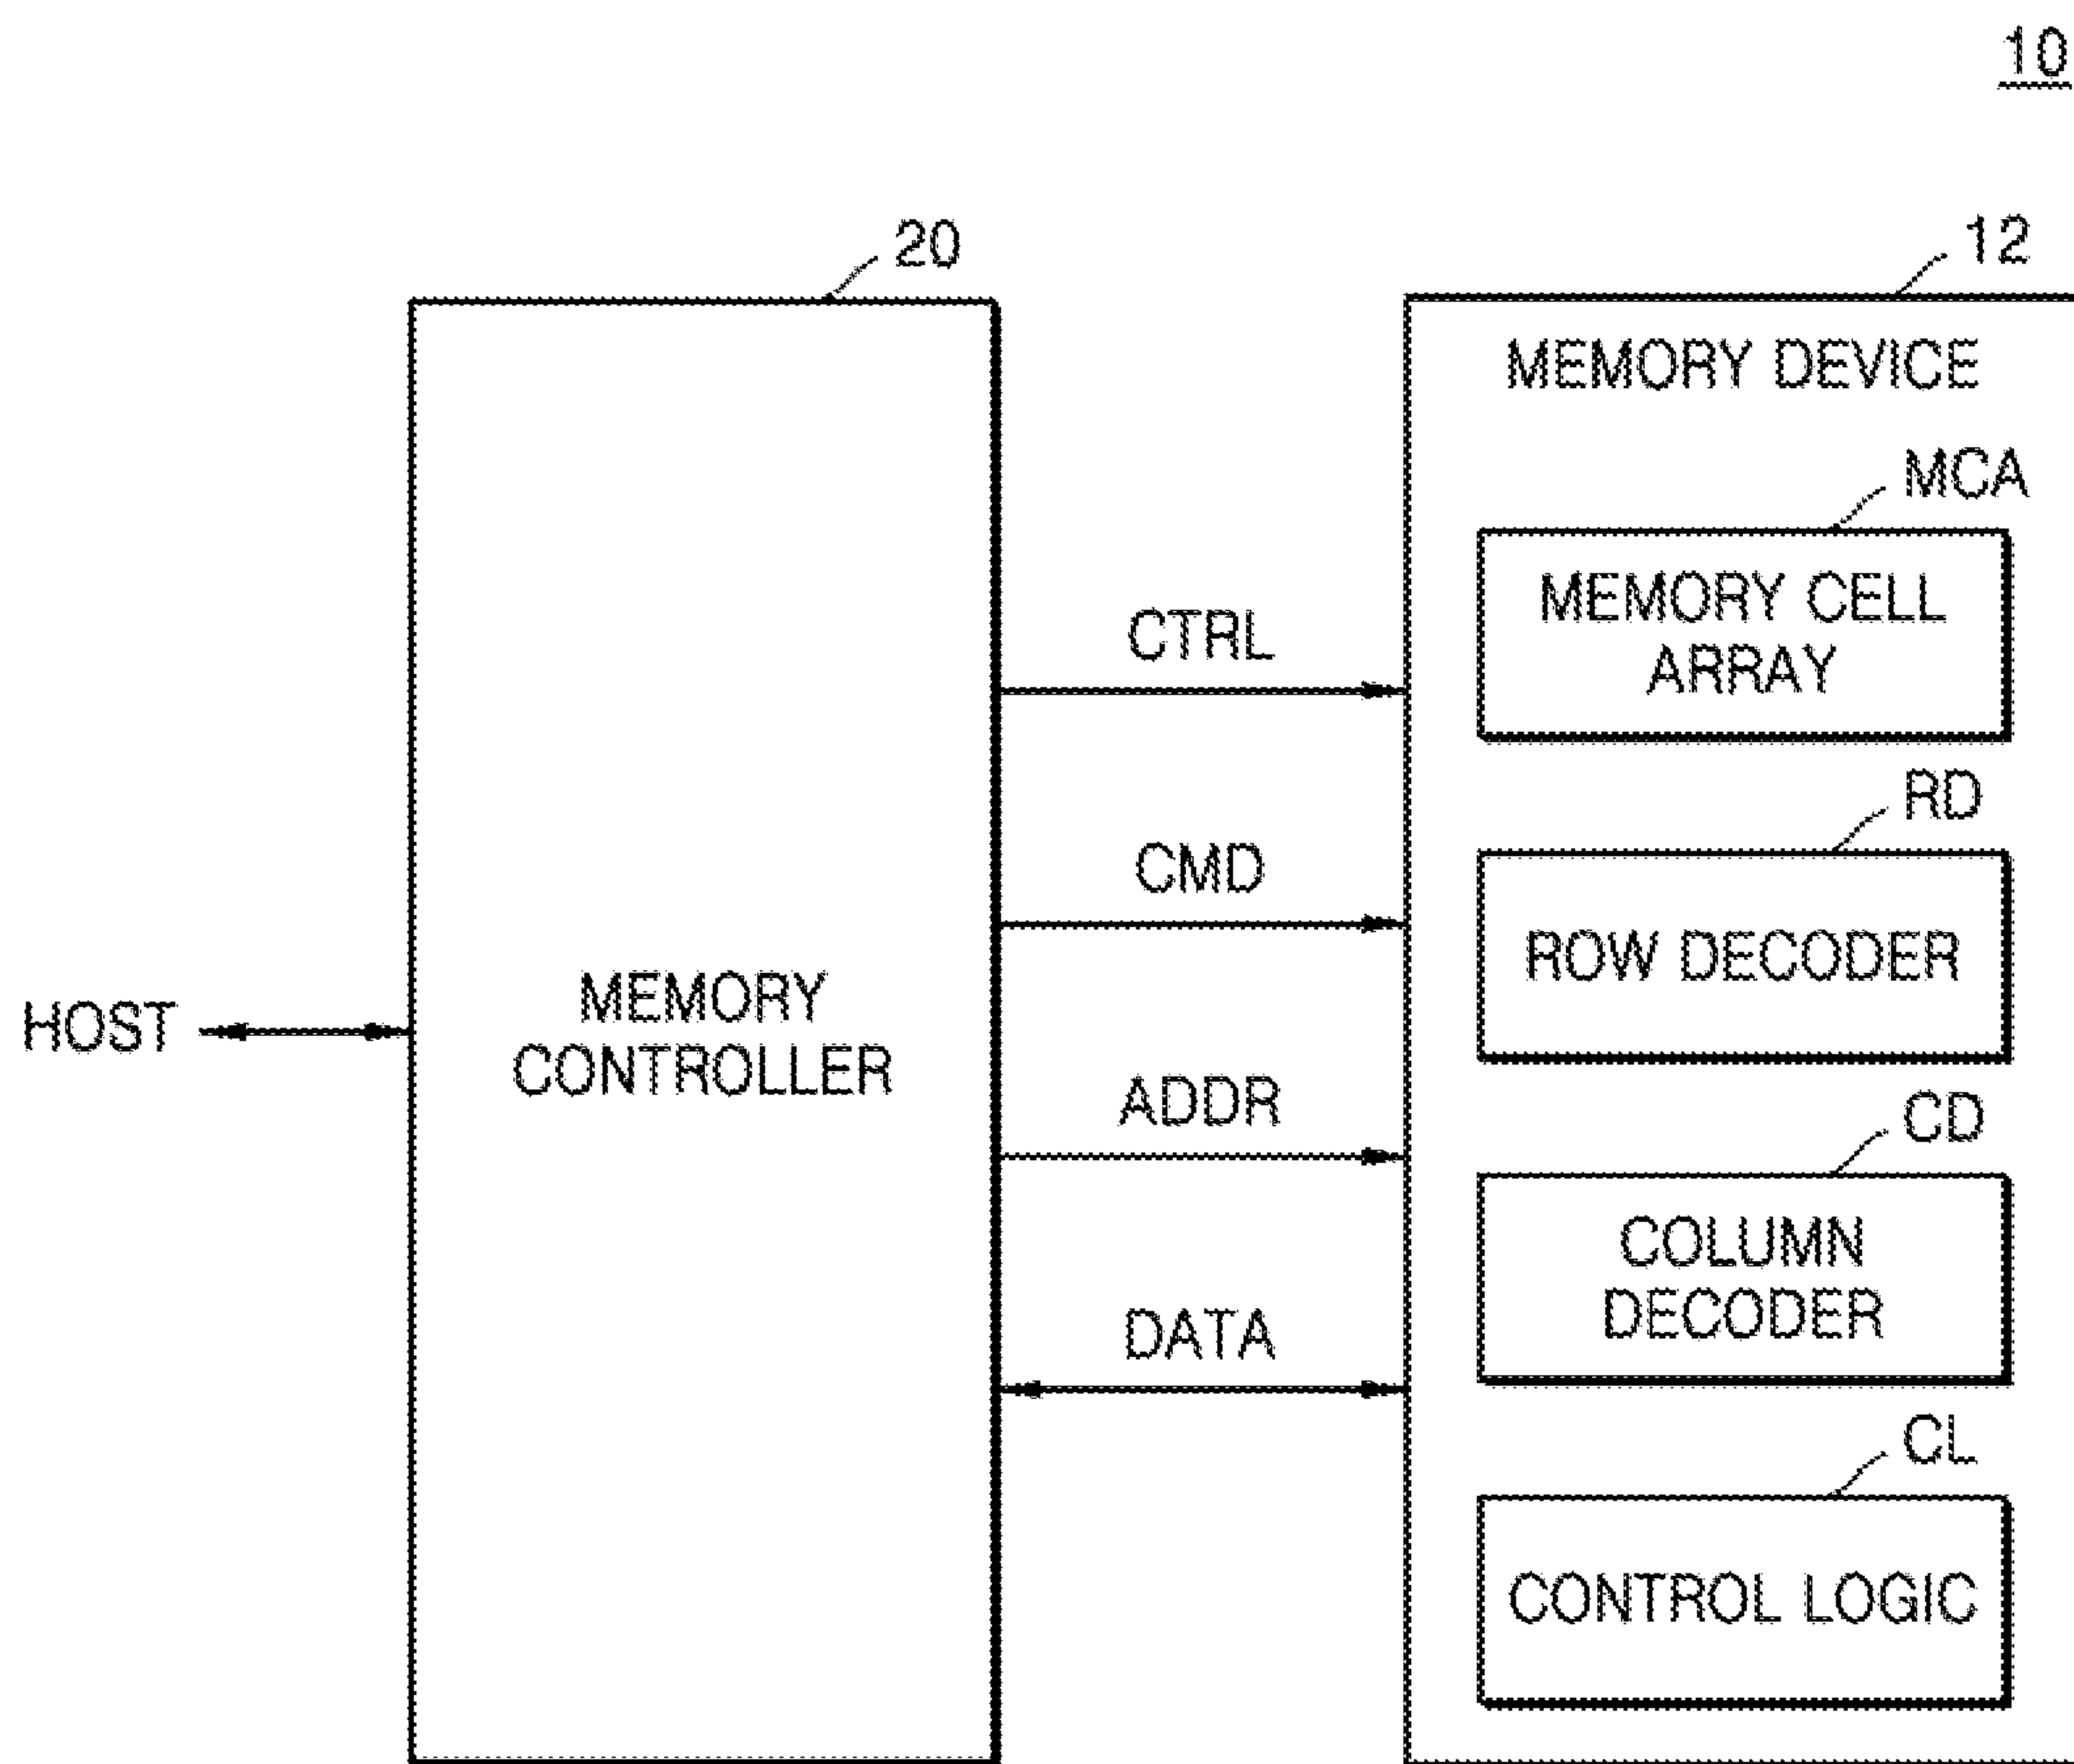 10
20
12
MEMORY DEVICE
MCA
MEMORY CELL
ARRAY
CTRL
RD
CMD
ROW DECODER
HOST
MEMORY
CONTROLLER
ADDR
CD
COLUMN
DECODER
DATA
CL
CONTROL LOGIC